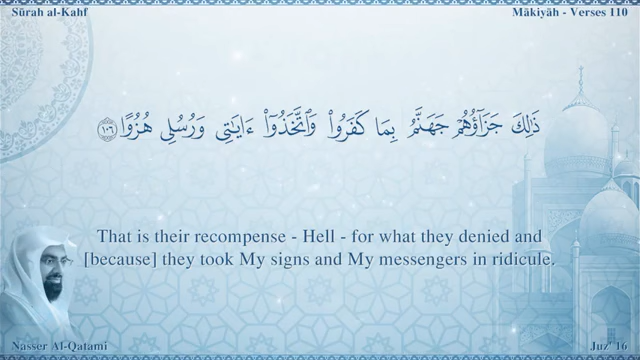 Sūrah al-Kahf
Mākiyāh - Verses 110
ذَٰلِكَ جَزَآؤُهُمْ جَهَنَّمُ بِمَا كَفَرُوا۟ وَٱتَّخَذُوٓا۟ ءَايَـٰتِى وَرُسُلِى هُزُوًا ١٠٦
That is their recompense - Hell - for what they denied and
[because] they took My signs and My messengers in ridicule.
Nasser Al-Qatami
Juz' 16